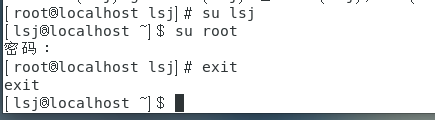 [root@localhost lsj]# su lsj
[lsj@localhost ~]$ su root
密码：
[root@localhost lsj]# exit
exit
[lsj@localhost ~]$